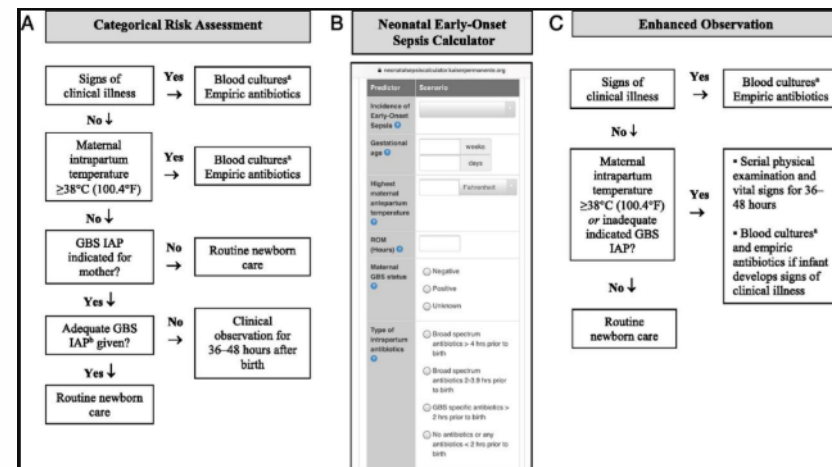 A
Categorical Risk Assessment
Signs of
clinical illness
Yes
→
Blood culturesᵃ
Empiric antibiotics
No ↓
Maternal
intrapartum
temperature
≥38°C (100.4°F)
Yes
→
Blood culturesᵃ
Empiric antibiotics
No ↓
GBS IAP
indicated for
mother?
No
→
Routine newborn
care
Yes ↓
Adequate GBS
IAPᵇ given?
No
→
Clinical
observation for
36–48 hours after
birth
Yes ↓
Routine newborn
care
B
Neonatal Early-Onset
Sepsis Calculator
neonatalsepsiscalculator.kaiserpermanente.org
Predictor
Scenario
Incidence of
Early-Onset
Sepsis
Gestational
age
weeks
days
Highest
maternal
antepartum
temperature
Fahrenheit
ROM
(Hours)
Maternal
GBS status
Negative
Positive
Unknown
Type of
intrapartum
antibiotics
Broad spectrum
antibiotics > 4 hrs prior to
birth
Broad spectrum
antibiotics 2-3.9 hrs prior
to birth
GBS specific antibiotics >
2 hrs prior to birth
No antibiotics or any
antibiotics < 2 hrs prior to
birth
C
Enhanced Observation
Signs of
clinical illness
Yes
→
Blood culturesᵃ
Empiric antibiotics
No ↓
Maternal
intrapartum
temperature
≥38°C (100.4°F)
or inadequate
indicated GBS
IAP?
Yes
→
• Serial physical
examination and
vital signs for 36–
48 hours
• Blood culturesᵃ
and empiric
antibiotics if infant
develops signs of
clinical illness
No ↓
Routine
newborn care